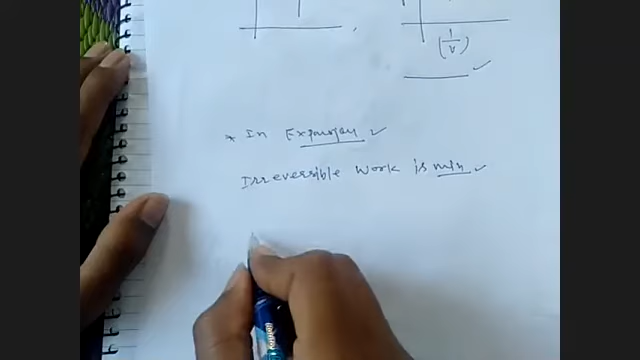 (1/v)
* In Expansion ✓
Irreversible Work is min ✓